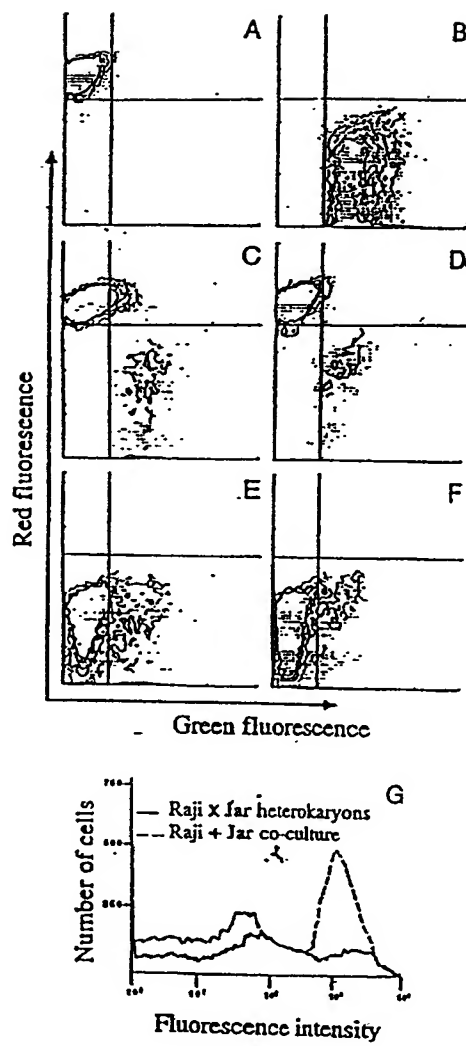 A
B
C
D
E
F
Red fluorescence
Green fluorescence
G
Raji x Jar heterokaryons
Raji + Jar co-culture
Number of cells
Fluorescence intensity